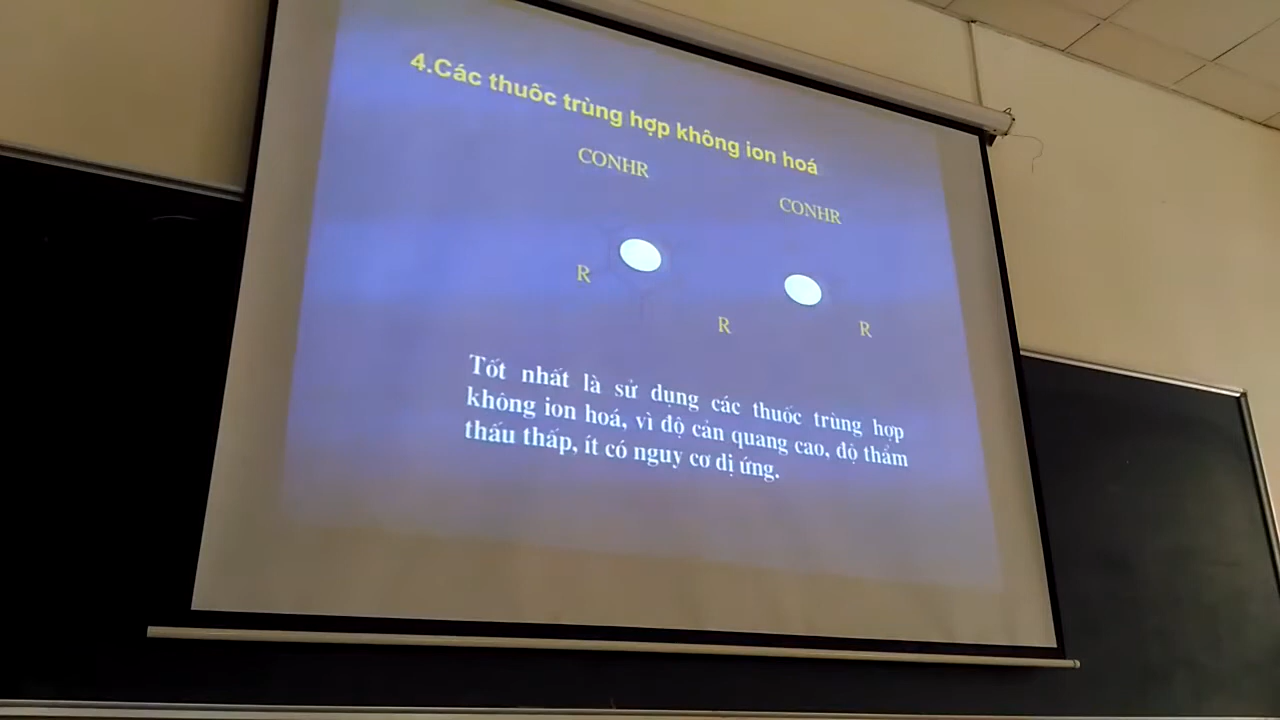 4.Các thuôc trùng hợp không ion hoá
CONHR
CONHR
R
R
R
Tốt nhất là sử dụng các thuốc trùng hợp
không ion hoá, vì độ cản quang cao, độ thẩm
thấu thấp, ít có nguy cơ dị ứng.